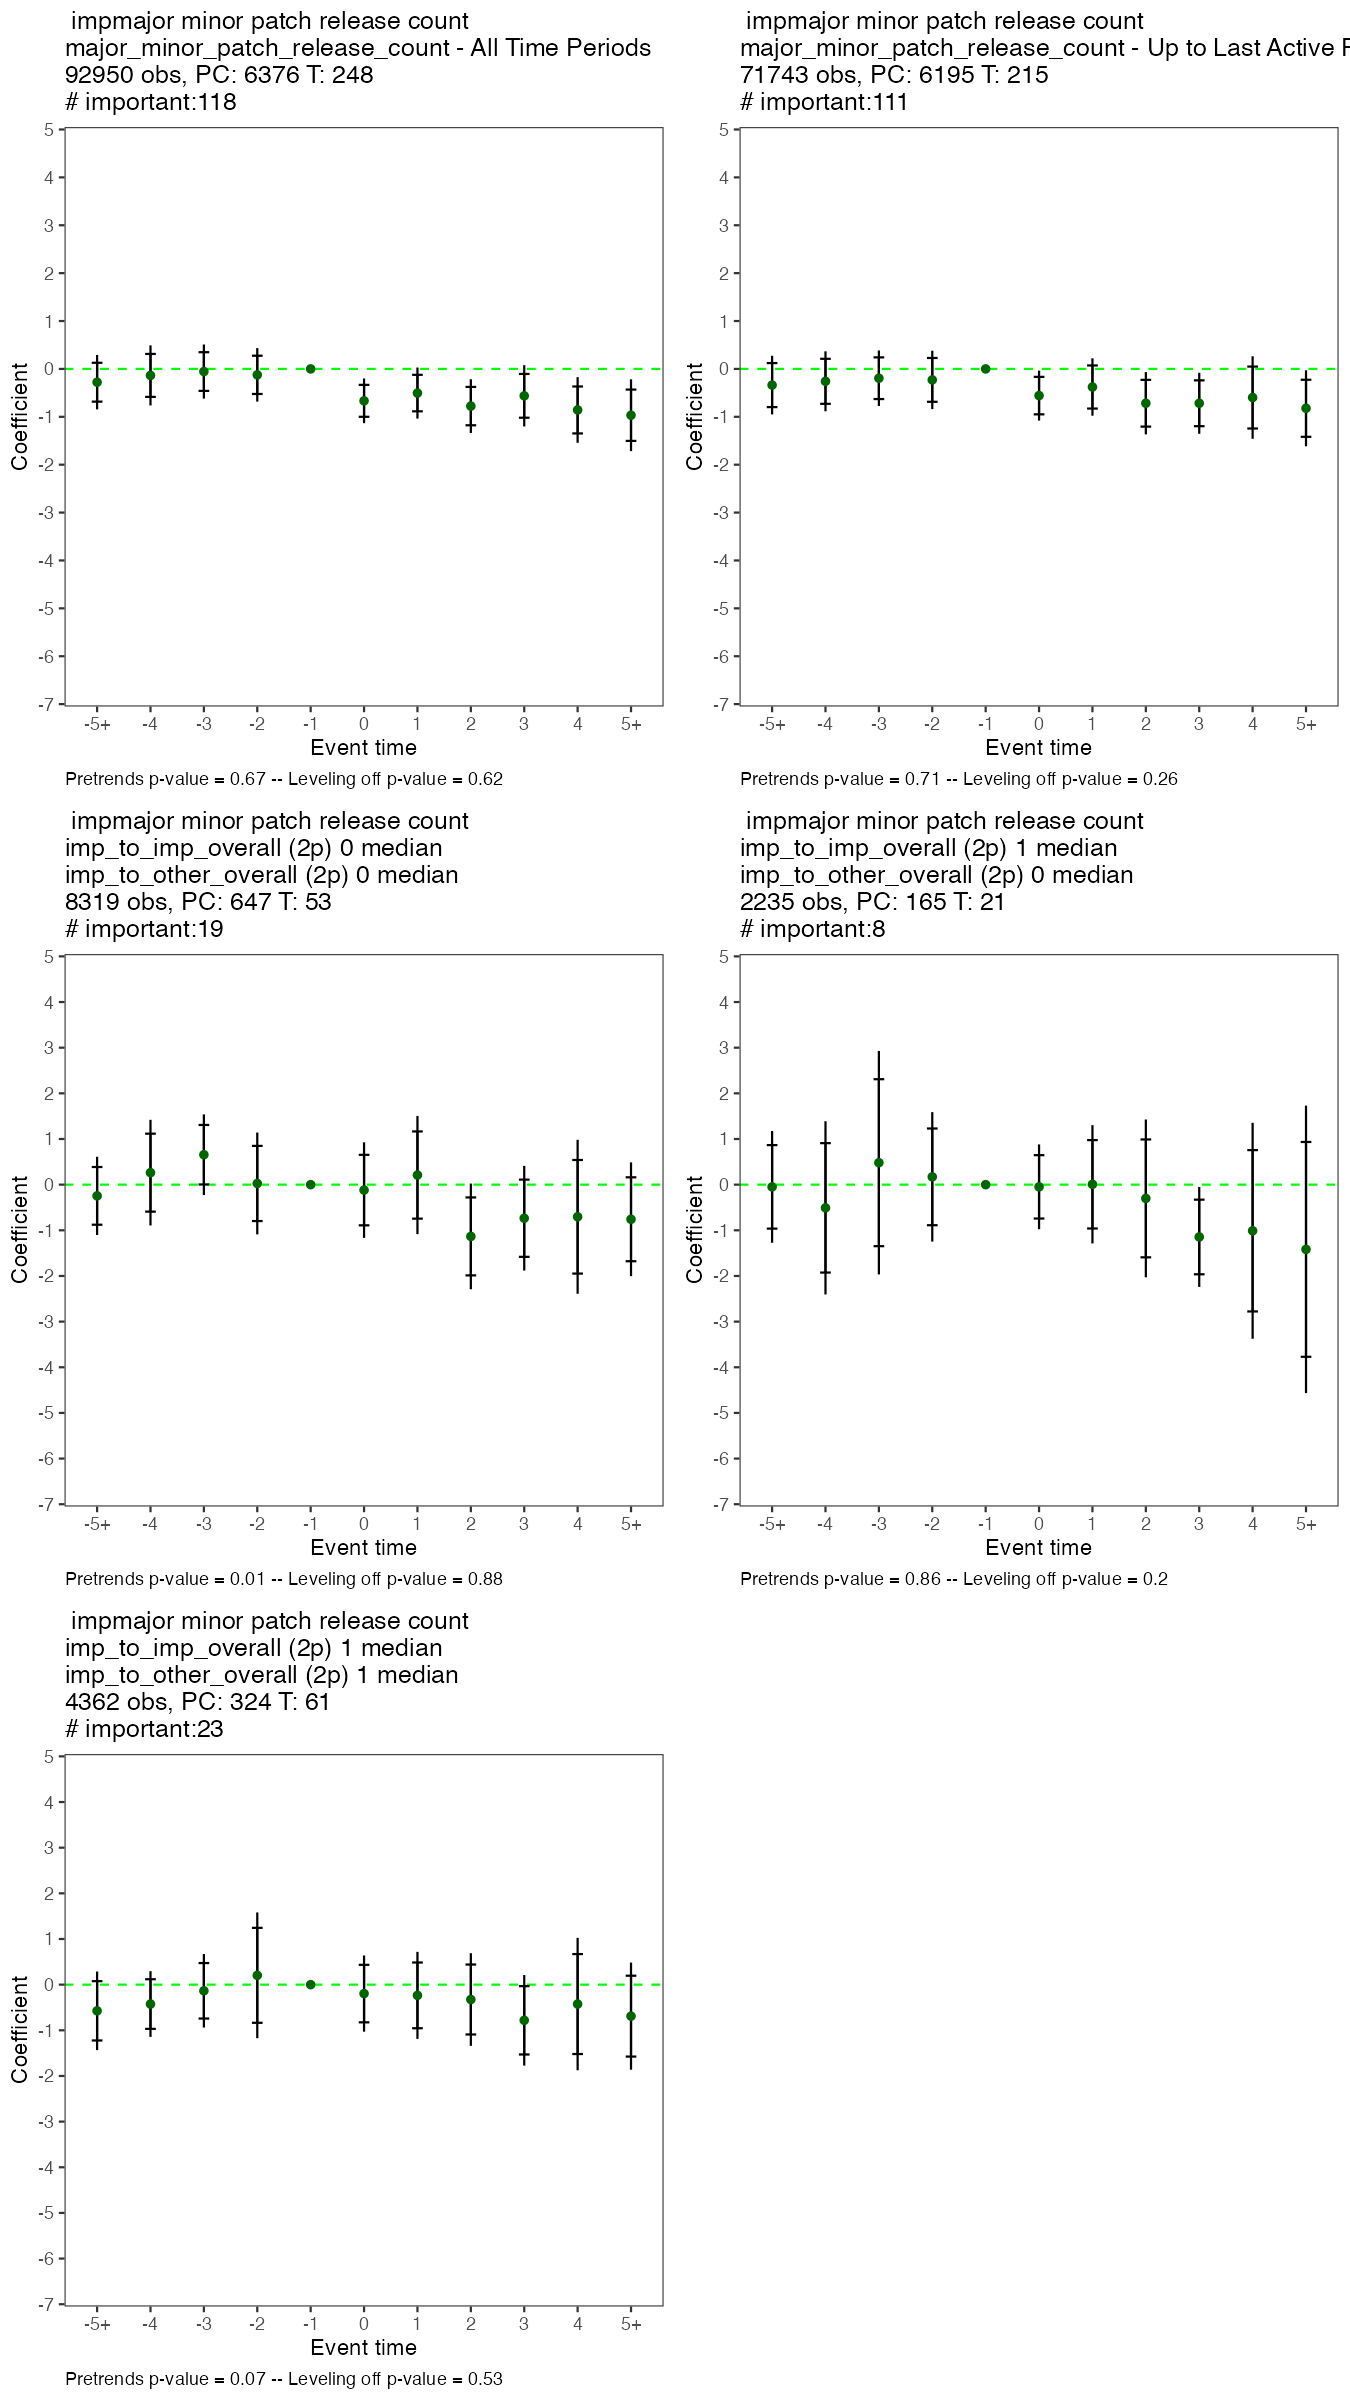 impmajor minor patch release count
major_minor_patch_release_count - All Time Periods
92950 obs, PC: 6376 T: 248
# important:118
5
4
3
2
1
0
-1
-2
-3
-4
-5
-6
-7
Coefficient
-5+ -4 -3 -2 -1 0 1 2 3 4 5+
Event time
Pretrends p-value = 0.67 -- Leveling off p-value = 0.62
impmajor minor patch release count
major_minor_patch_release_count - Up to Last Active
71743 obs, PC: 6195 T: 215
# important:111
5
4
3
2
1
0
-1
-2
-3
-4
-5
-6
-7
Coefficient
-5+ -4 -3 -2 -1 0 1 2 3 4 5+
Event time
Pretrends p-value = 0.71 -- Leveling off p-value = 0.26
impmajor minor patch release count
imp_to_imp_overall (2p) 0 median
imp_to_other_overall (2p) 0 median
8319 obs, PC: 647 T: 53
# important:19
5
4
3
2
1
0
-1
-2
-3
-4
-5
-6
-7
Coefficient
-5+ -4 -3 -2 -1 0 1 2 3 4 5+
Event time
Pretrends p-value = 0.01 -- Leveling off p-value = 0.88
impmajor minor patch release count
imp_to_imp_overall (2p) 1 median
imp_to_other_overall (2p) 0 median
2235 obs, PC: 165 T: 21
# important:8
5
4
3
2
1
0
-1
-2
-3
-4
-5
-6
-7
Coefficient
-5+ -4 -3 -2 -1 0 1 2 3 4 5+
Event time
Pretrends p-value = 0.86 -- Leveling off p-value = 0.2
impmajor minor patch release count
imp_to_imp_overall (2p) 1 median
imp_to_other_overall (2p) 1 median
4362 obs, PC: 324 T: 61
# important:23
5
4
3
2
1
0
-1
-2
-3
-4
-5
-6
-7
Coefficient
-5+ -4 -3 -2 -1 0 1 2 3 4 5+
Event time
Pretrends p-value = 0.07 -- Leveling off p-value = 0.53